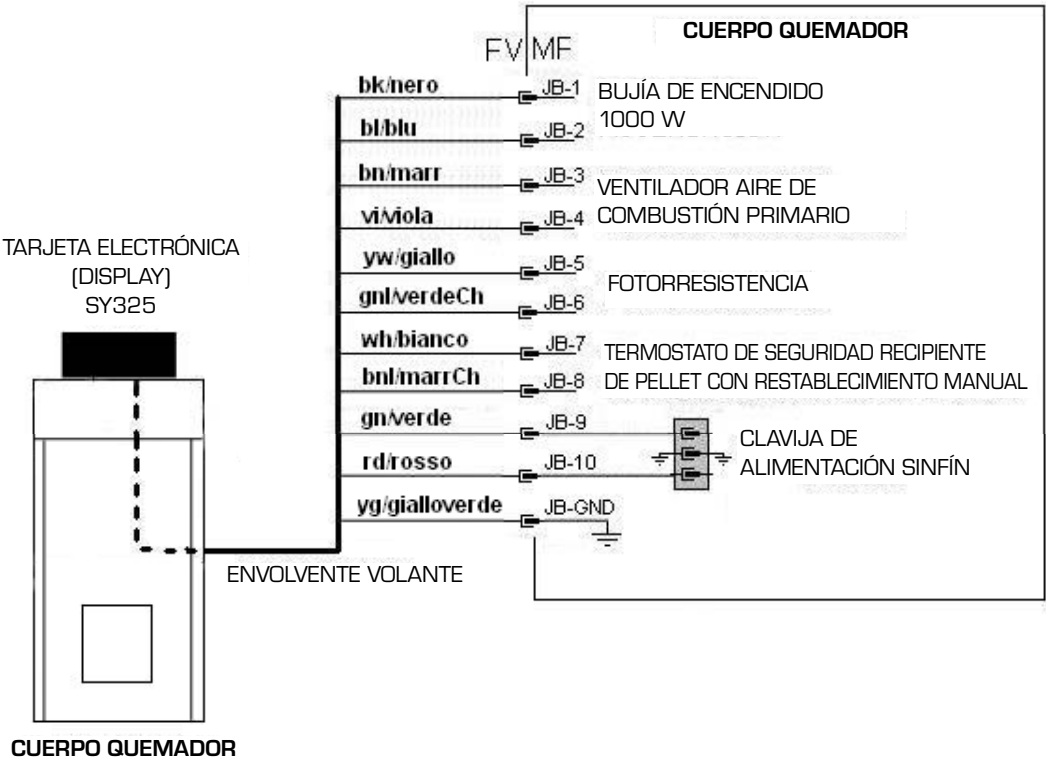 CUERPO QUEMADOR
FV MF
bk/nero JB-1
BUJÍA DE ENCENDIDO
1000 W
bl/blu JB-2
bn/marr JB-3
VENTILADOR AIRE DE
COMBUSTIÓN PRIMARIO
vi/viola JB-4
yw/giallo JB-5
FOTORRESISTENCIA
gnl/verdeCh JB-6
wh/bianco JB-7
TERMOSTATO DE SEGURIDAD RECIPIENTE
DE PELLET CON RESTABLECIMIENTO MANUAL
bnl/marrCh JB-8
gn/verde JB-9
CLAVIJA DE
ALIMENTACIÓN SINFÍN
rd/rosso JB-10
yg/gialloverde JB-GND
TARJETA ELECTRÓNICA
(DISPLAY)
SY325
ENVOLVENTE VOLANTE
CUERPO QUEMADOR